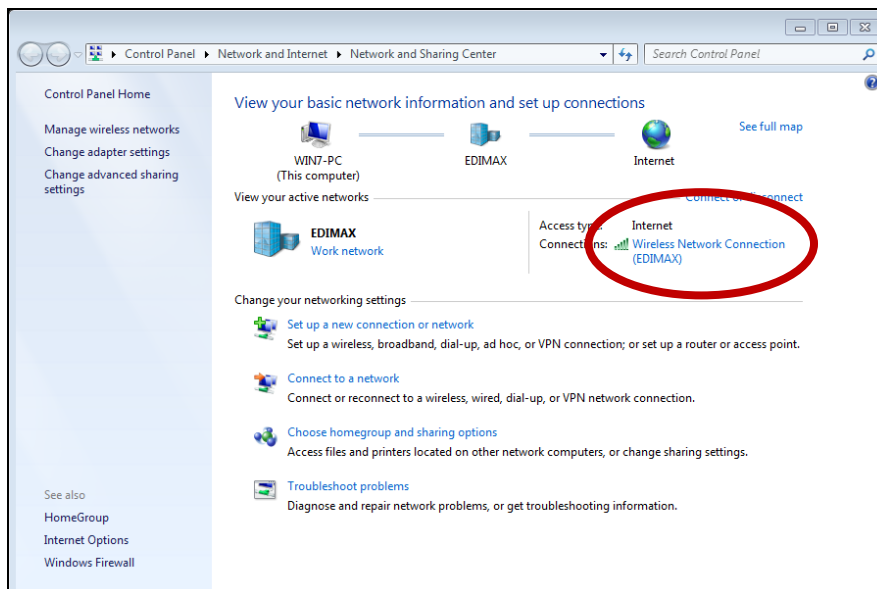 Control Panel ▸ Network and Internet ▸ Network and Sharing Center
Search Control Panel
Control Panel Home
Manage wireless networks
Change adapter settings
Change advanced sharing
settings
View your basic network information and set up connections
See full map
WIN7-PC
(This computer)
EDIMAX
Internet
View your active networks
Connect or disconnect
EDIMAX
Work network
Access type: Internet
Connections: Wireless Network Connection
(EDIMAX)
Change your networking settings
Set up a new connection or network
Set up a wireless, broadband, dial-up, ad hoc, or VPN connection; or set up a router or access point.
Connect to a network
Connect or reconnect to a wireless, wired, dial-up, or VPN network connection.
Choose homegroup and sharing options
Access files and printers located on other network computers, or change sharing settings.
Troubleshoot problems
Diagnose and repair network problems, or get troubleshooting information.
See also
HomeGroup
Internet Options
Windows Firewall